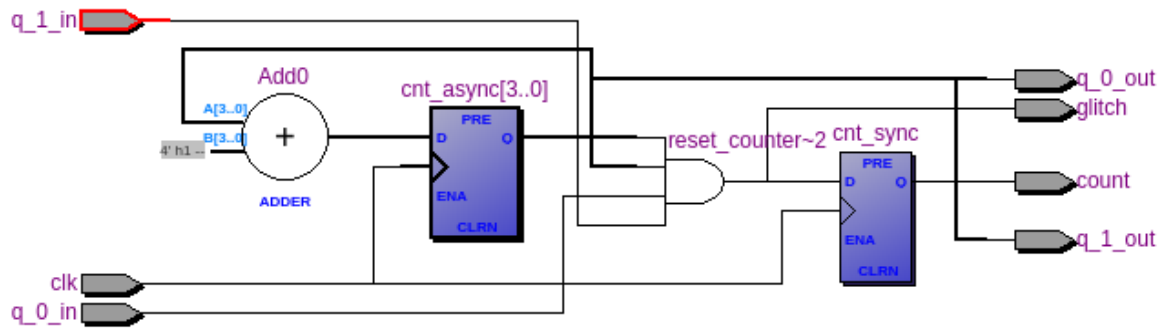 q_1_in
Add0
A[3..0]
B[3..0]
4' h1 --
+
ADDER
cnt_async[3..0]
PRE
D
Q
ENA
CLRN
reset_counter~2
cnt_sync
PRE
D
Q
ENA
CLRN
q_0_out
glitch
count
q_1_out
clk
q_0_in